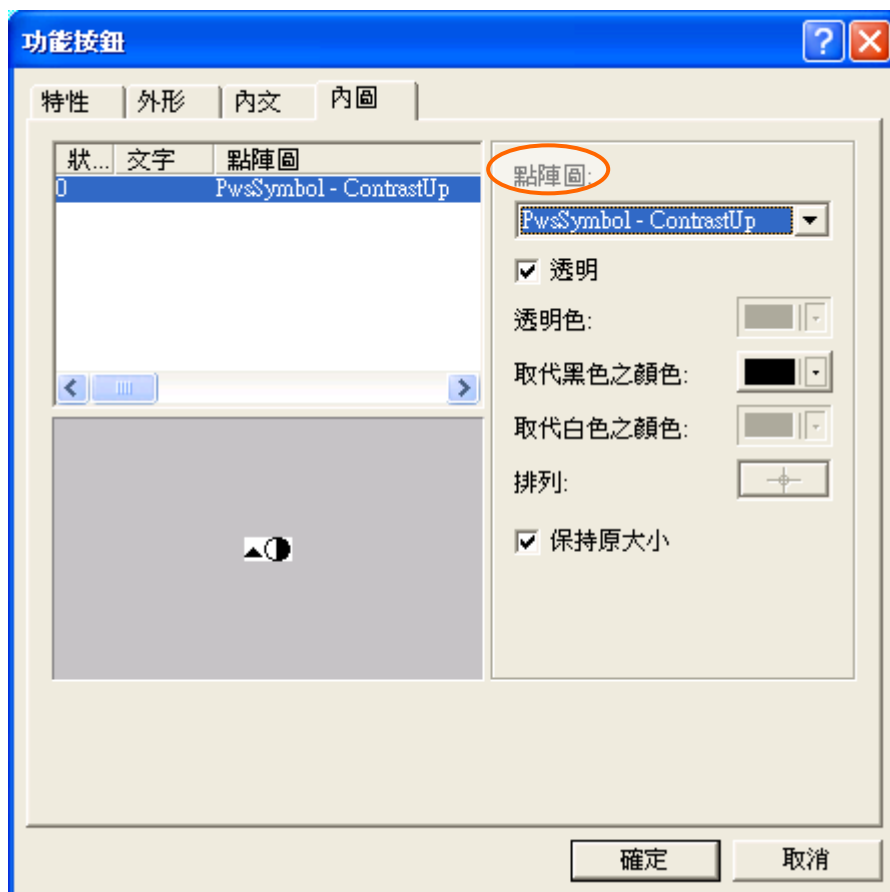 功能按鈕
特性 外形 內文 內圖
狀... 文字 點陣圖
0 PwsSymbol - ContrastUp
點陣圖:
PwsSymbol - ContrastUp
透明
透明色:
取代黑色之顏色:
取代白色之顏色:
排列:
保持原大小
確定 取消